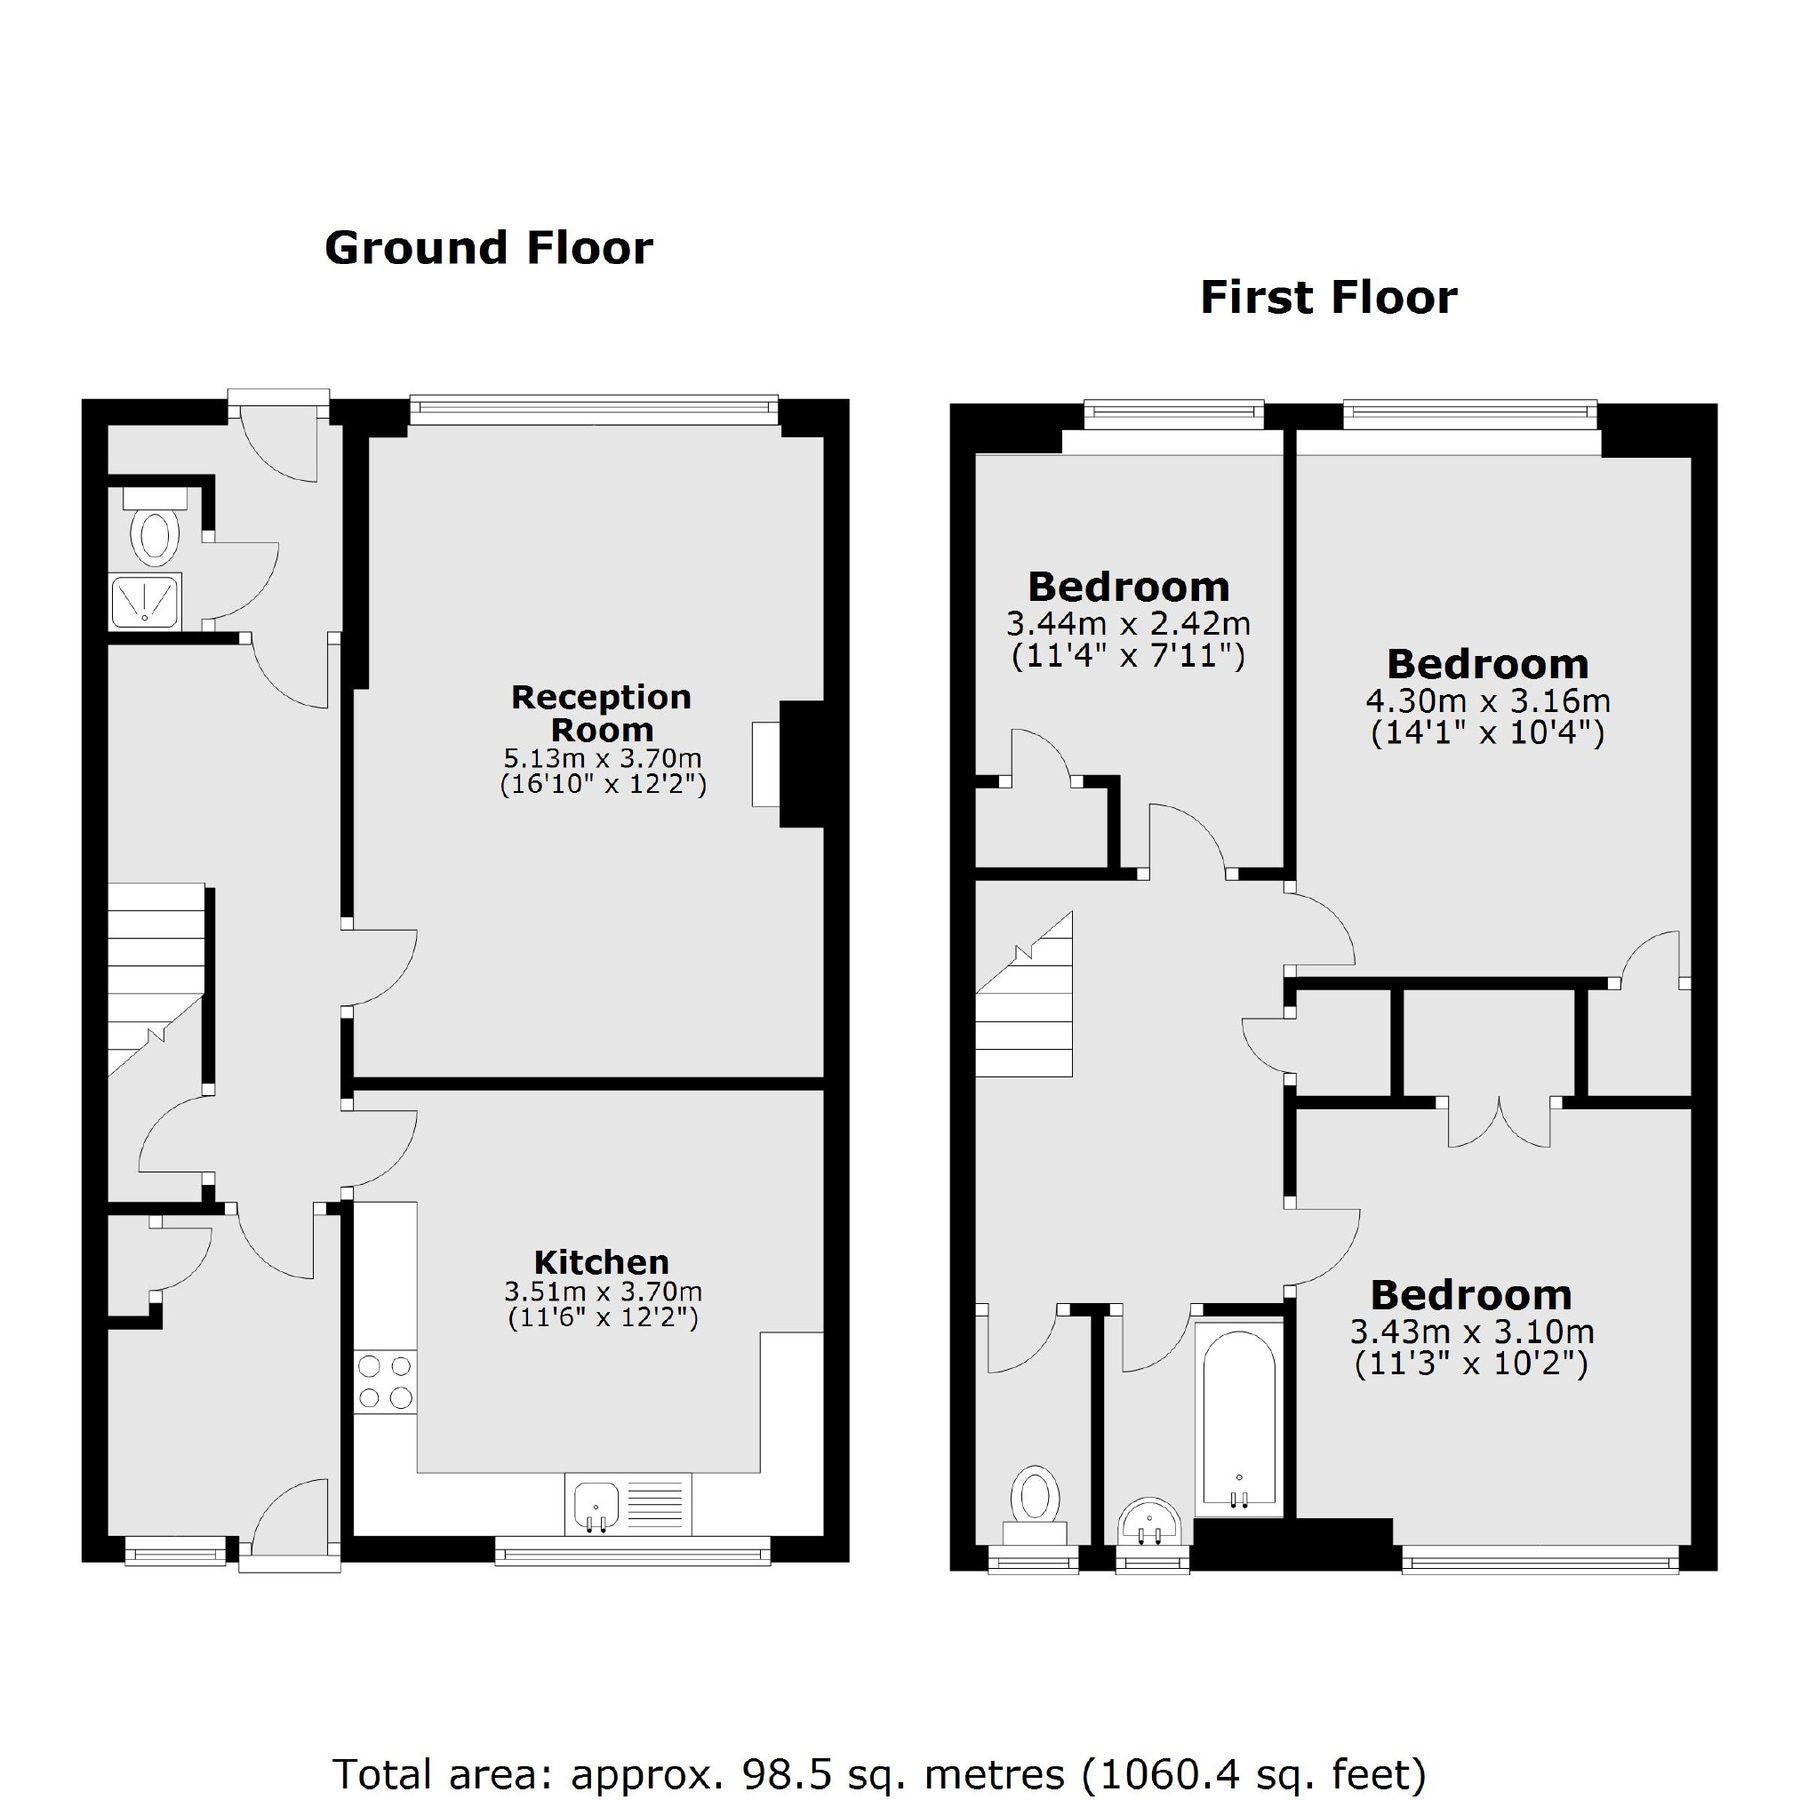 Ground Floor
First Floor
Reception
Room
5.13m x 3.70m
(16'10" x 12'2")
Kitchen
3.51m x 3.70m
(11'6" x 12'2")
Bedroom
3.44m x 2.42m
(11'4" x 7'11")
Bedroom
4.30m x 3.16m
(14'1" x 10'4")
Bedroom
3.43m x 3.10m
(11'3" x 10'2")
Total area: approx. 98.5 sq. metres (1060.4 sq. feet)